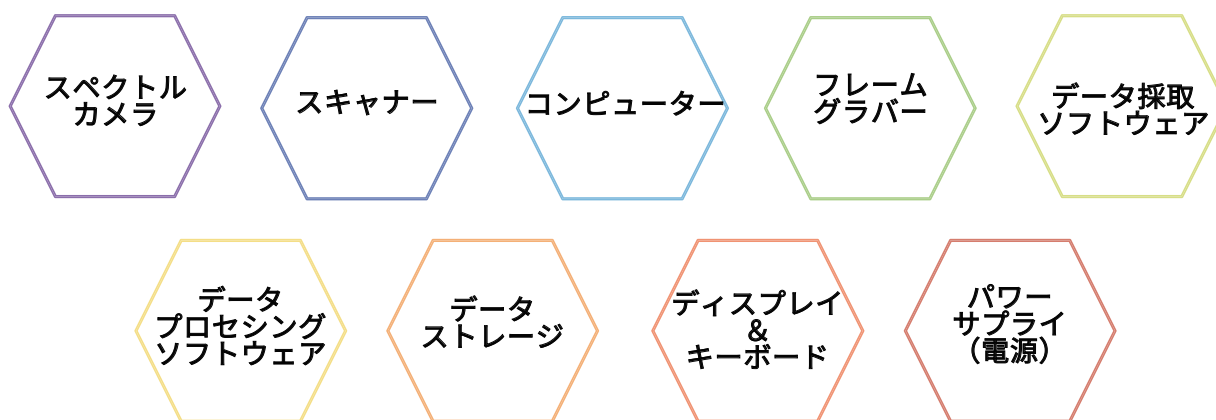 スペクトル
カメラ
スキャナー
コンピューター
フレーム
グラバー
データ採取
ソフトウェア
データ
プロセシング
ソフトウェア
データ
ストレージ
ディスプレイ
&
キーボード
パワー
サプライ
（電源）